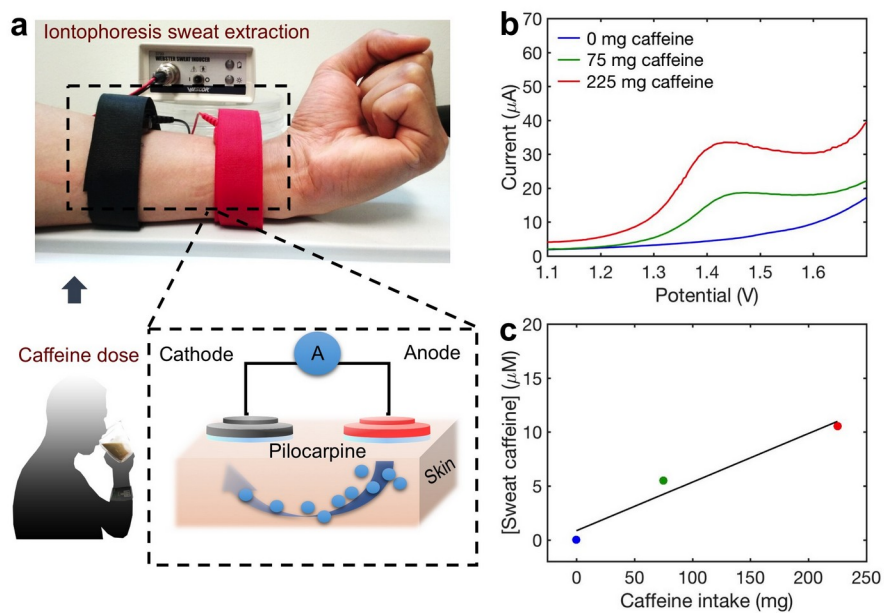 a
Iontophoresis sweat extraction
WEBSTER SWEAT INDUCER
Caffeine dose
Cathode
A
Anode
Pilocarpine
Skin
b
0 mg caffeine
75 mg caffeine
225 mg caffeine
Current (μA)
70
60
50
40
30
20
10
0
1.1 1.2 1.3 1.4 1.5 1.6
Potential (V)
c
[Sweat caffeine] (μM)
20
15
10
5
0
0 50 100 150 200 250
Caffeine intake (mg)